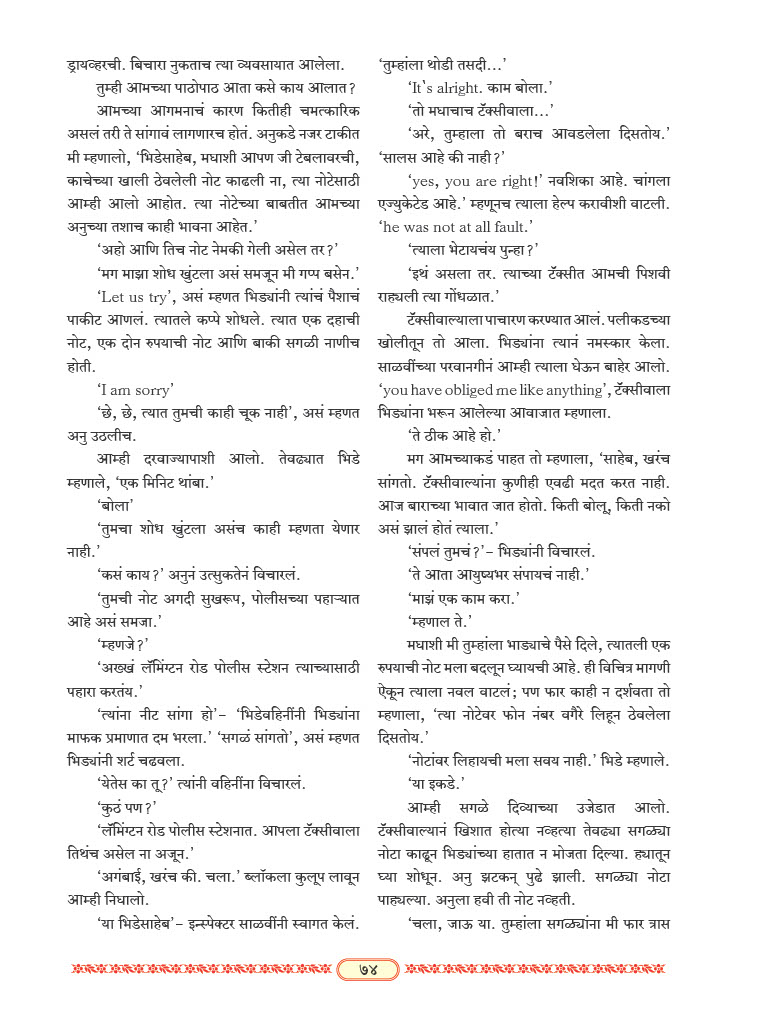 ड्रायव्हरची. बिचारा नुकताच त्या व्यवसायात आलेला.
तुम्ही आमच्या पाठोपाठ आता कसे काय आलात?
आमच्या आगमनाचं कारण कितीही चमत्कारिक
असलं तरी ते सांगावं लागणारच होतं. अनुकडे नजर टाकीत
मी म्हणालो, ‘भिडेसाहेब, मघाशी आपण जी टेबलावरची,
काचेच्या खाली ठेवलेली नोट काढली ना, त्या नोटेसाठी
आम्ही आलो आहोत. त्या नोटेच्या बाबतीत आमच्या
अनुच्या तशाच काही भावना आहेत.’
‘अहो आणि तिच नोट नेमकी गेली असेल तर?’
‘मग माझा शोध खुंटला असं समजून मी गप्प बसेन.’
‘Let us try’, असं म्हणत भिड्यांनी त्यांचं पैशाचं
पाकीट आणलं. त्यातले कप्पे शोधले. त्यात एक दहाची
नोट, एक दोन रुपयाची नोट आणि बाकी सगळी नाणीच
होती.
‘I am sorry’
‘छे, छे, त्यात तुमची काही चूक नाही’, असं म्हणत
अनु उठलीच.
आम्ही दरवाज्यापाशी आलो. तेवढ्यात भिडे
म्हणाले, ‘एक मिनिट थांबा.’
‘बोला’
‘तुमचा शोध खुंटला असंच काही म्हणता येणार
नाही.’
‘कसं काय?’ अनुनं उत्सुकतेनं विचारलं.
‘तुमची नोट अगदी सुखरूप, पोलीसच्या पहाऱ्यात
आहे असं समजा.’
‘म्हणजे?’
‘अख्खं लॅमिंग्टन रोड पोलीस स्टेशन त्याच्यासाठी
पहारा करतंय.’
‘त्यांना नीट सांगा हो’– ‘भिडेवहिनींनी भिड्यांना
माफक प्रमाणात दम भरला.’ ‘सगळं सांगतो’, असं म्हणत
भिड्यांनी शर्ट चढवला.
‘येतेस का तू?’ त्यांनी वहिनींना विचारलं.
‘कुठं पण?’
‘लॅमिंग्टन रोड पोलीस स्टेशनात. आपला टॅक्सीवाला
तिथंच असेल ना अजून.’
‘अगंबाई, खरंच की. चला.’ ब्लॉकला कुलूप लावून
आम्ही निघालो.
‘या भिडेसाहेब’– इन्स्पेक्टर साळवींनी स्वागत केलं.
‘तुम्हांला थोडी तसदी...’
‘It‛s alright. काम बोला.’
‘तो मघाचाच टॅक्सीवाला...’
‘अरे, तुम्हाला तो बराच आवडलेला दिसतोय.’
‘सालस आहे की नाही?’
‘yes, you are right!’ नवशिका आहे. चांगला
एज्युकेटेड आहे.’ म्हणूनच त्याला हेल्प करावीशी वाटली.
‘he was not at all fault.’
‘त्याला भेटायचंय पुन्हा?’
‘इथं असला तर. त्याच्या टॅक्सीत आमची पिशवी
राह्यली त्या गोंधळात.’
टॅक्सीवाल्याला पाचारण करण्यात आलं. पलीकडच्या
खोलीतून तो आला. भिड्यांना त्यानं नमस्कार केला.
साळवींच्या परवानगीनं आम्ही त्याला घेऊन बाहेर आलो.
‘you have obliged me like anything’, टॅक्सीवाला
भिड्यांना भरून आलेल्या आवाजात म्हणाला.
‘ते ठीक आहे हो.’
मग आमच्याकडं पाहत तो म्हणाला, ‘साहेब, खरंच
सांगतो. टॅक्सीवाल्यांना कुणीही एवढी मदत करत नाही.
आज बाराच्या भावात जात होतो. किती बोलू, किती नको
असं झालं होतं त्याला.’
‘संपलं तुमचं?’– भिड्यांनी विचारलं.
‘ते आता आयुष्यभर संपायचं नाही.’
‘माझं एक काम करा.’
‘म्हणाल ते.’
मघाशी मी तुम्हांला भाड्याचे पैसे दिले, त्यातली एक
रुपयाची नोट मला बदलून घ्यायची आहे. ही विचित्र मागणी
ऐकून त्याला नवल वाटलं; पण फार काही न दर्शवता तो
म्हणाला, ‘त्या नोटेवर फोन नंबर वगैरे लिहून ठेवलेला
दिसतोय.’
‘नोटांवर लिहायची मला सवय नाही.’ भिडे म्हणाले.
‘या इकडे.’
आम्ही सगळे दिव्याच्या उजेडात आलो.
टॅक्सीवाल्यानं खिशात होत्या नव्हत्या तेवढ्या सगळ्या
नोटा काढून भिड्यांच्या हातात न मोजता दिल्या. ह्यातून
घ्या शोधून. अनु झटकन् पुढे झाली. सगळ्या नोटा
पाहल्या. अनुला हवी ती नोट नव्हती.
‘चला, जाऊ या. तुम्हांला सगळ्यांना मी फार त्रास
७४